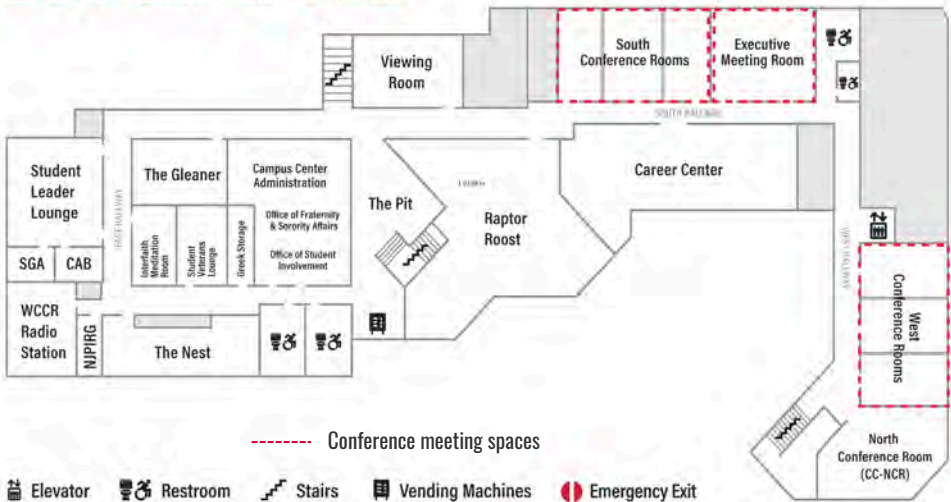 South
Conference Rooms
Executive
Meeting Room
Viewing
Room
SOUTH HALLWAY
Student
Leader
Lounge
The Gleaner
Campus Center
Administration
Career Center
The Pit
Raptor
Roost
Office of Fraternity
& Sorority Affairs
Office of Student
Involvement
Interfaith
Meditation
Room
Student
Veterans
Lounge
Greek Storage
SGA
CAB
WCCR
Radio
Station
NJPIRG
The Nest
WEST HALLWAY
West
Conference Rooms
North
Conference Room
(CC-NCR)
Conference meeting spaces
Elevator
Restroom
Stairs
Vending Machines
Emergency Exit